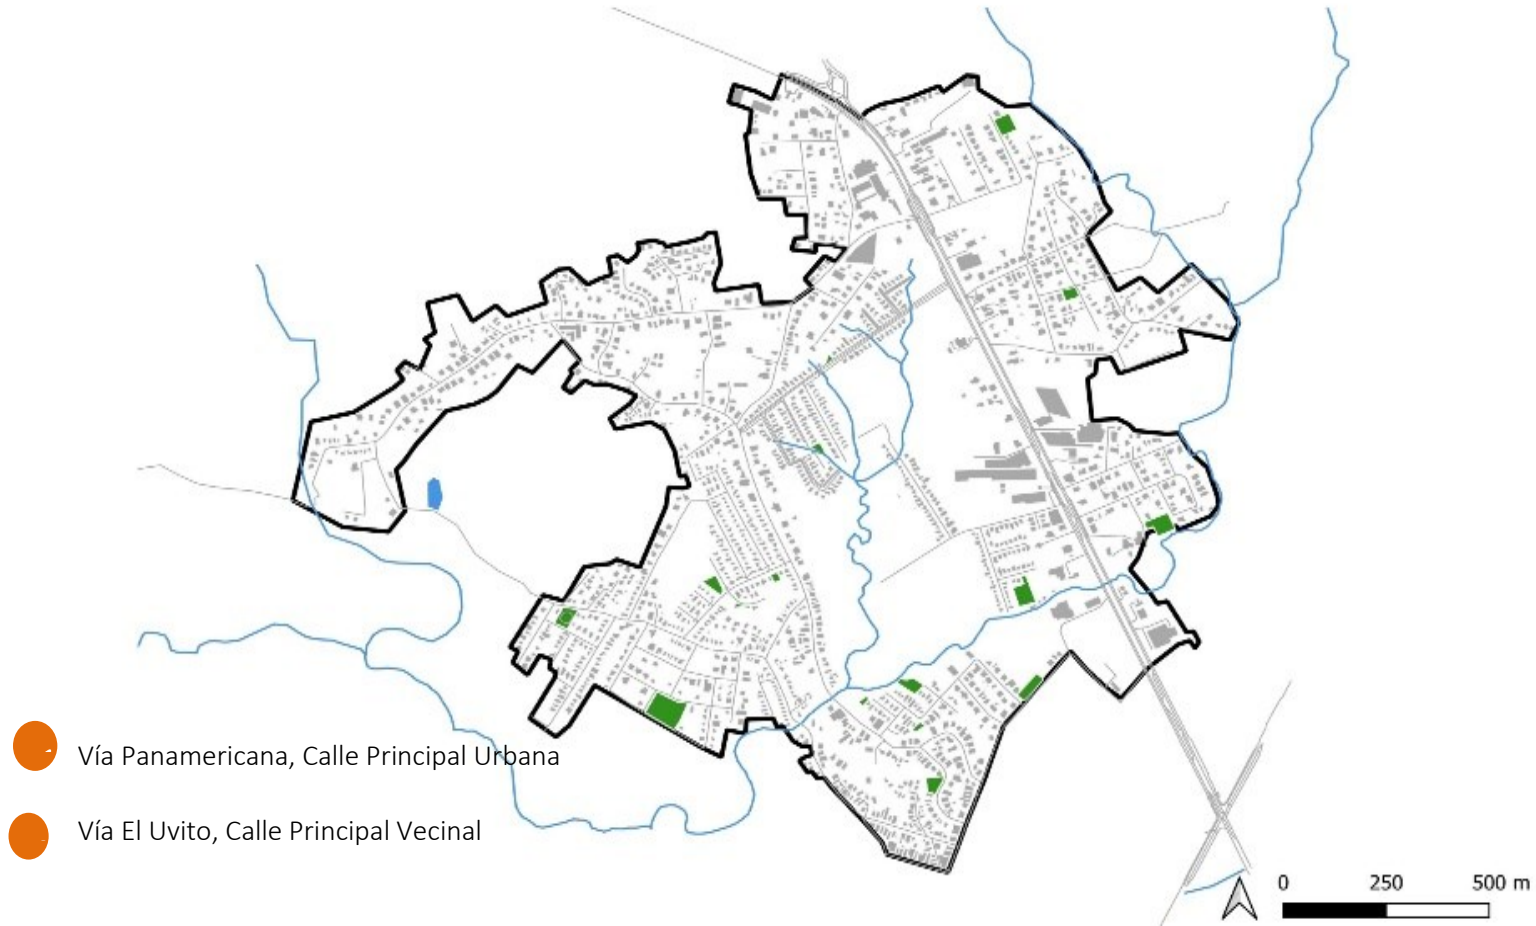 Vía Panamericana, Calle Principal Urbana
Vía El Uvito, Calle Principal Vecinal
0 250 500 m